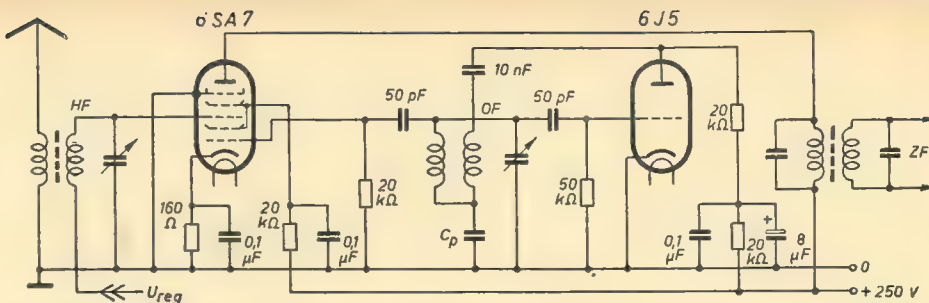 6SA7
6J5
HF
50 pF
10 nF
OF
50 pF
20 kΩ
20 kΩ
50 kΩ
ZF
160 Ω
0,1 µF
20 kΩ
0,1 µF
Cp
0,1 µF
20 kΩ
+
8 µF
0
+250 V
Ureg